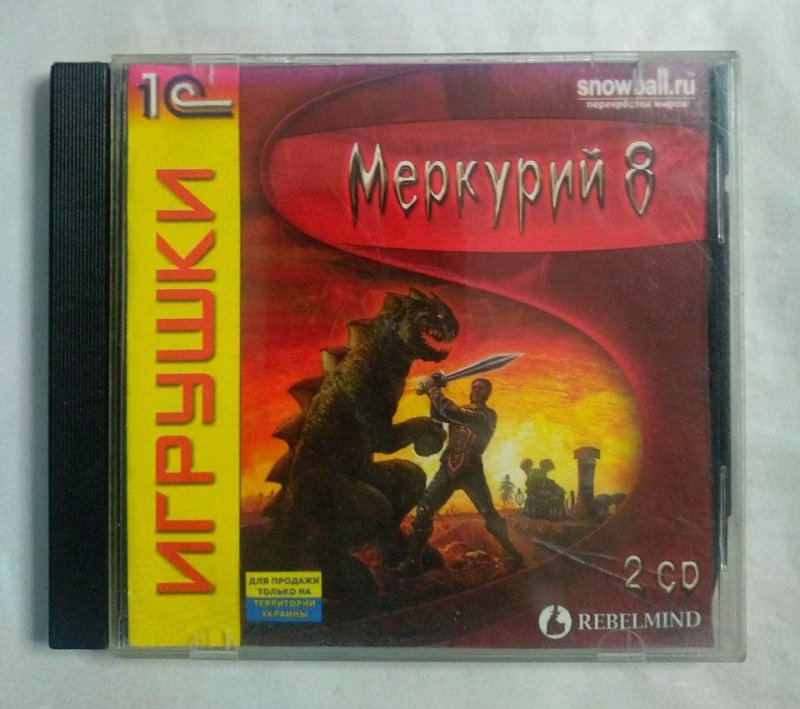 1С
ИГРУШКИ
snowball.ru
перекрёсток миров
Меркурий 8
ДЛЯ ПРОДАЖИ
ТОЛЬКО НА
ТЕРРИТОРИИ
УКРАИНЫ
2 CD
REBELMIND